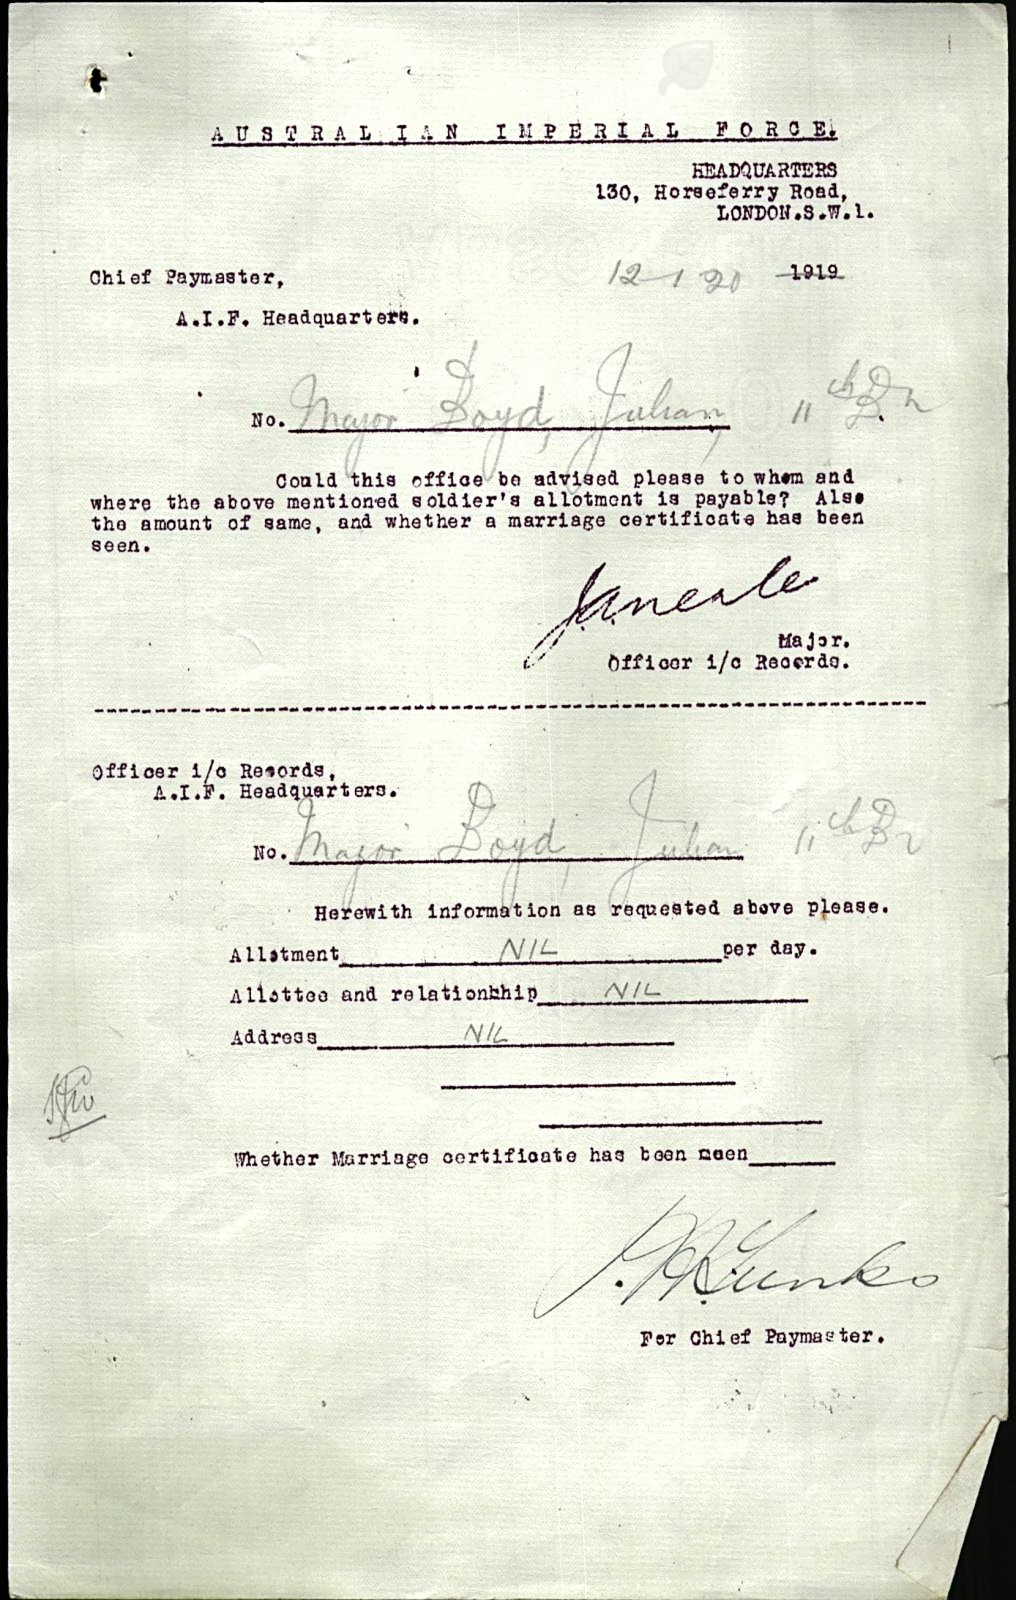 AUSTRALIAN IMPERIAL FORCE.
HEADQUARTERS
130, Horseferry Road,
LONDON.S.W.1.
Chief Paymaster,
12-1-20 1919
A.I.F. Headquarters.
No. Major Boyd, Julian, 11th Bn
Could this office be advised please to whom and
where the above mentioned soldier's allotment is payable? Also
the amount of same, and whether a marriage certificate has been
seen.
Major.
Officer i/c Records.
Officer i/c Records,
A.I.F. Headquarters.
No. Major Boyd, Julian 11th Bn
Herewith information as requested above please.
Allotment NIL per day.
Allottee and relationship NIL
Address NIL
Whether Marriage certificate has been seen
For Chief Paymaster.